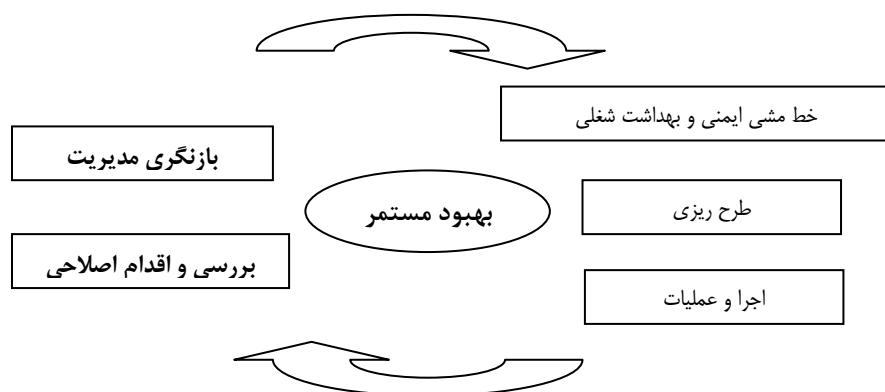 خط مشی ایمنی و بهداشت شغلی
بازنگری مدیریت
طرح ریزی
بهبود مستمر
بررسی و اقدام اصلاحی
اجرا و عملیات